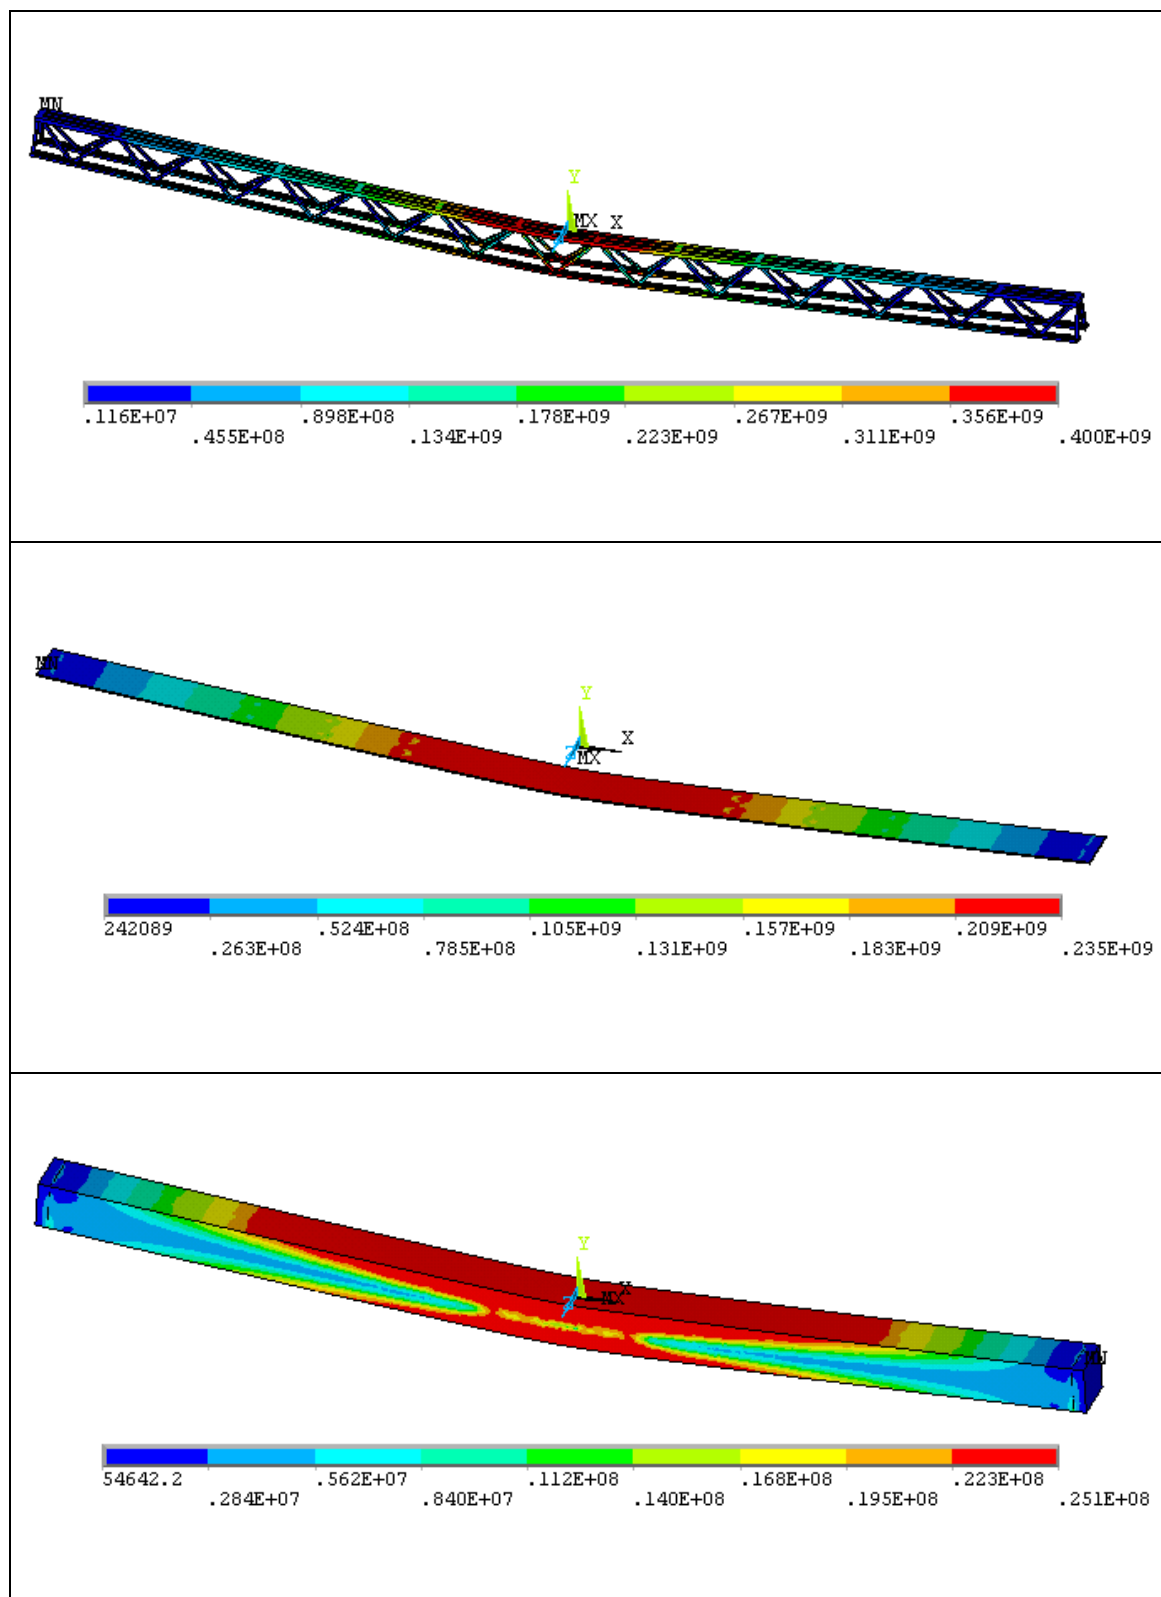 MN
Y
MX X
Z
.116E+07 .898E+08 .178E+09 .267E+09 .356E+09
.455E+08 .134E+09 .223E+09 .311E+09 .400E+09
MN
Y
X
Z
MX
242089 .524E+08 .105E+09 .157E+09 .209E+09
.263E+08 .785E+08 .131E+09 .183E+09 .235E+09
Y
X
Z MX
MN
54642.2 .562E+07 .112E+08 .168E+08 .223E+08
.284E+07 .840E+07 .140E+08 .195E+08 .251E+08